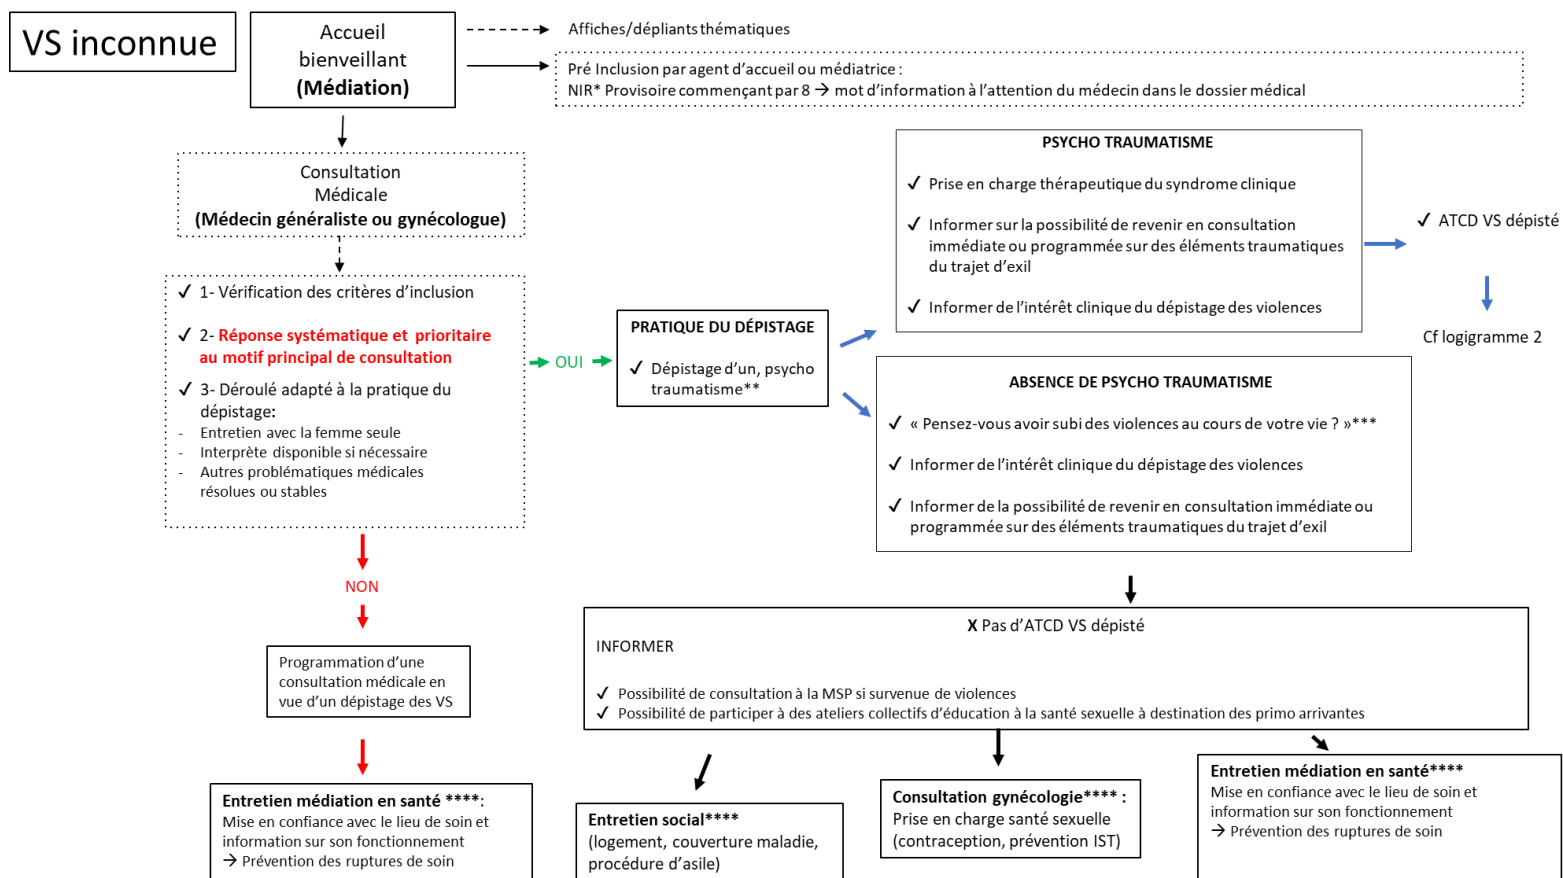 VS inconnue
Accueil
bienveillant
(Médiation)
Affiches/dépliants thématiques
Pré Inclusion par agent d’accueil ou médiatrice :
NIR* Provisoire commençant par 8 → mot d’information à l’attention du médecin dans le dossier médical
Consultation
Médicale
(Médecin généraliste ou gynécologue)
✓ 1- Vérification des critères d’inclusion
✓ 2- Réponse systématique et prioritaire
au motif principal de consultation
✓ 3- Déroulé adapté à la pratique du
dépistage:
- Entretien avec la femme seule
- Interprète disponible si nécessaire
- Autres problématiques médicales
résolues ou stables
OUI
PRATIQUE DU DÉPISTAGE
✓ Dépistage d’un, psycho
traumatisme**
PSYCHO TRAUMATISME
✓ Prise en charge thérapeutique du syndrome clinique
✓ Informer sur la possibilité de revenir en consultation
immédiate ou programmée sur des éléments traumatiques
du trajet d’exil
✓ Informer de l’intérêt clinique du dépistage des violences
✓ ATCD VS dépisté
Cf logigramme 2
ABSENCE DE PSYCHO TRAUMATISME
✓ « Pensez-vous avoir subi des violences au cours de votre vie ? »***
✓ Informer de l’intérêt clinique du dépistage des violences
✓ Informer de la possibilité de revenir en consultation immédiate ou
programmée sur des éléments traumatiques du trajet d’exil
NON
Programmation d’une
consultation médicale en
vue d’un dépistage des VS
X Pas d’ATCD VS dépisté
INFORMER
✓ Possibilité de consultation à la MSP si survenue de violences
✓ Possibilité de participer à des ateliers collectifs d’éducation à la santé sexuelle à destination des primo arrivantes
Entretien médiation en santé ****:
Mise en confiance avec le lieu de soin et
information sur son fonctionnement
→ Prévention des ruptures de soin
Entretien social****
(logement, couverture maladie,
procédure d’asile)
Consultation gynécologie**** :
Prise en charge santé sexuelle
(contraception, prévention IST)
Entretien médiation en santé****
Mise en confiance avec le lieu de soin et
information sur son fonctionnement
→ Prévention des ruptures de soin